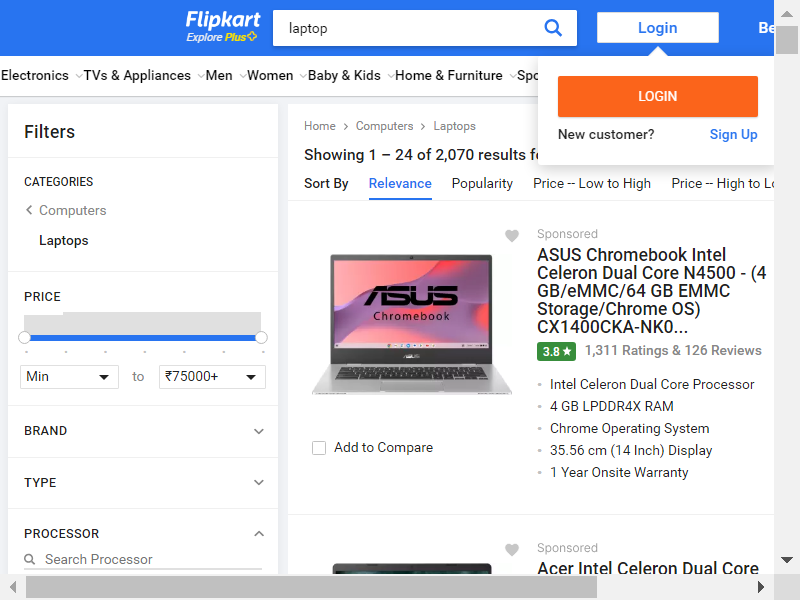 Flipkart
Explore Plus
laptop
Login
Be
Electronics
TVs & Appliances
Men
Women
Baby & Kids
Home & Furniture
Spo
LOGIN
New customer?
Sign Up
Filters
CATEGORIES
Computers
Laptops
PRICE
Min
to
₹75000+
BRAND
TYPE
PROCESSOR
Search Processor
Home
Computers
Laptops
Showing 1 – 24 of 2,070 results fo
Sort By
Relevance
Popularity
Price -- Low to High
Price -- High to Lo
ASUS
Chromebook
Add to Compare
Sponsored
ASUS Chromebook Intel
Celeron Dual Core N4500 - (4
GB/eMMC/64 GB EMMC
Storage/Chrome OS)
CX1400CKA-NK0...
3.8 ★
1,311 Ratings & 126 Reviews
Intel Celeron Dual Core Processor
4 GB LPDDR4X RAM
Chrome Operating System
35.56 cm (14 Inch) Display
1 Year Onsite Warranty
Sponsored
Acer Intel Celeron Dual Core